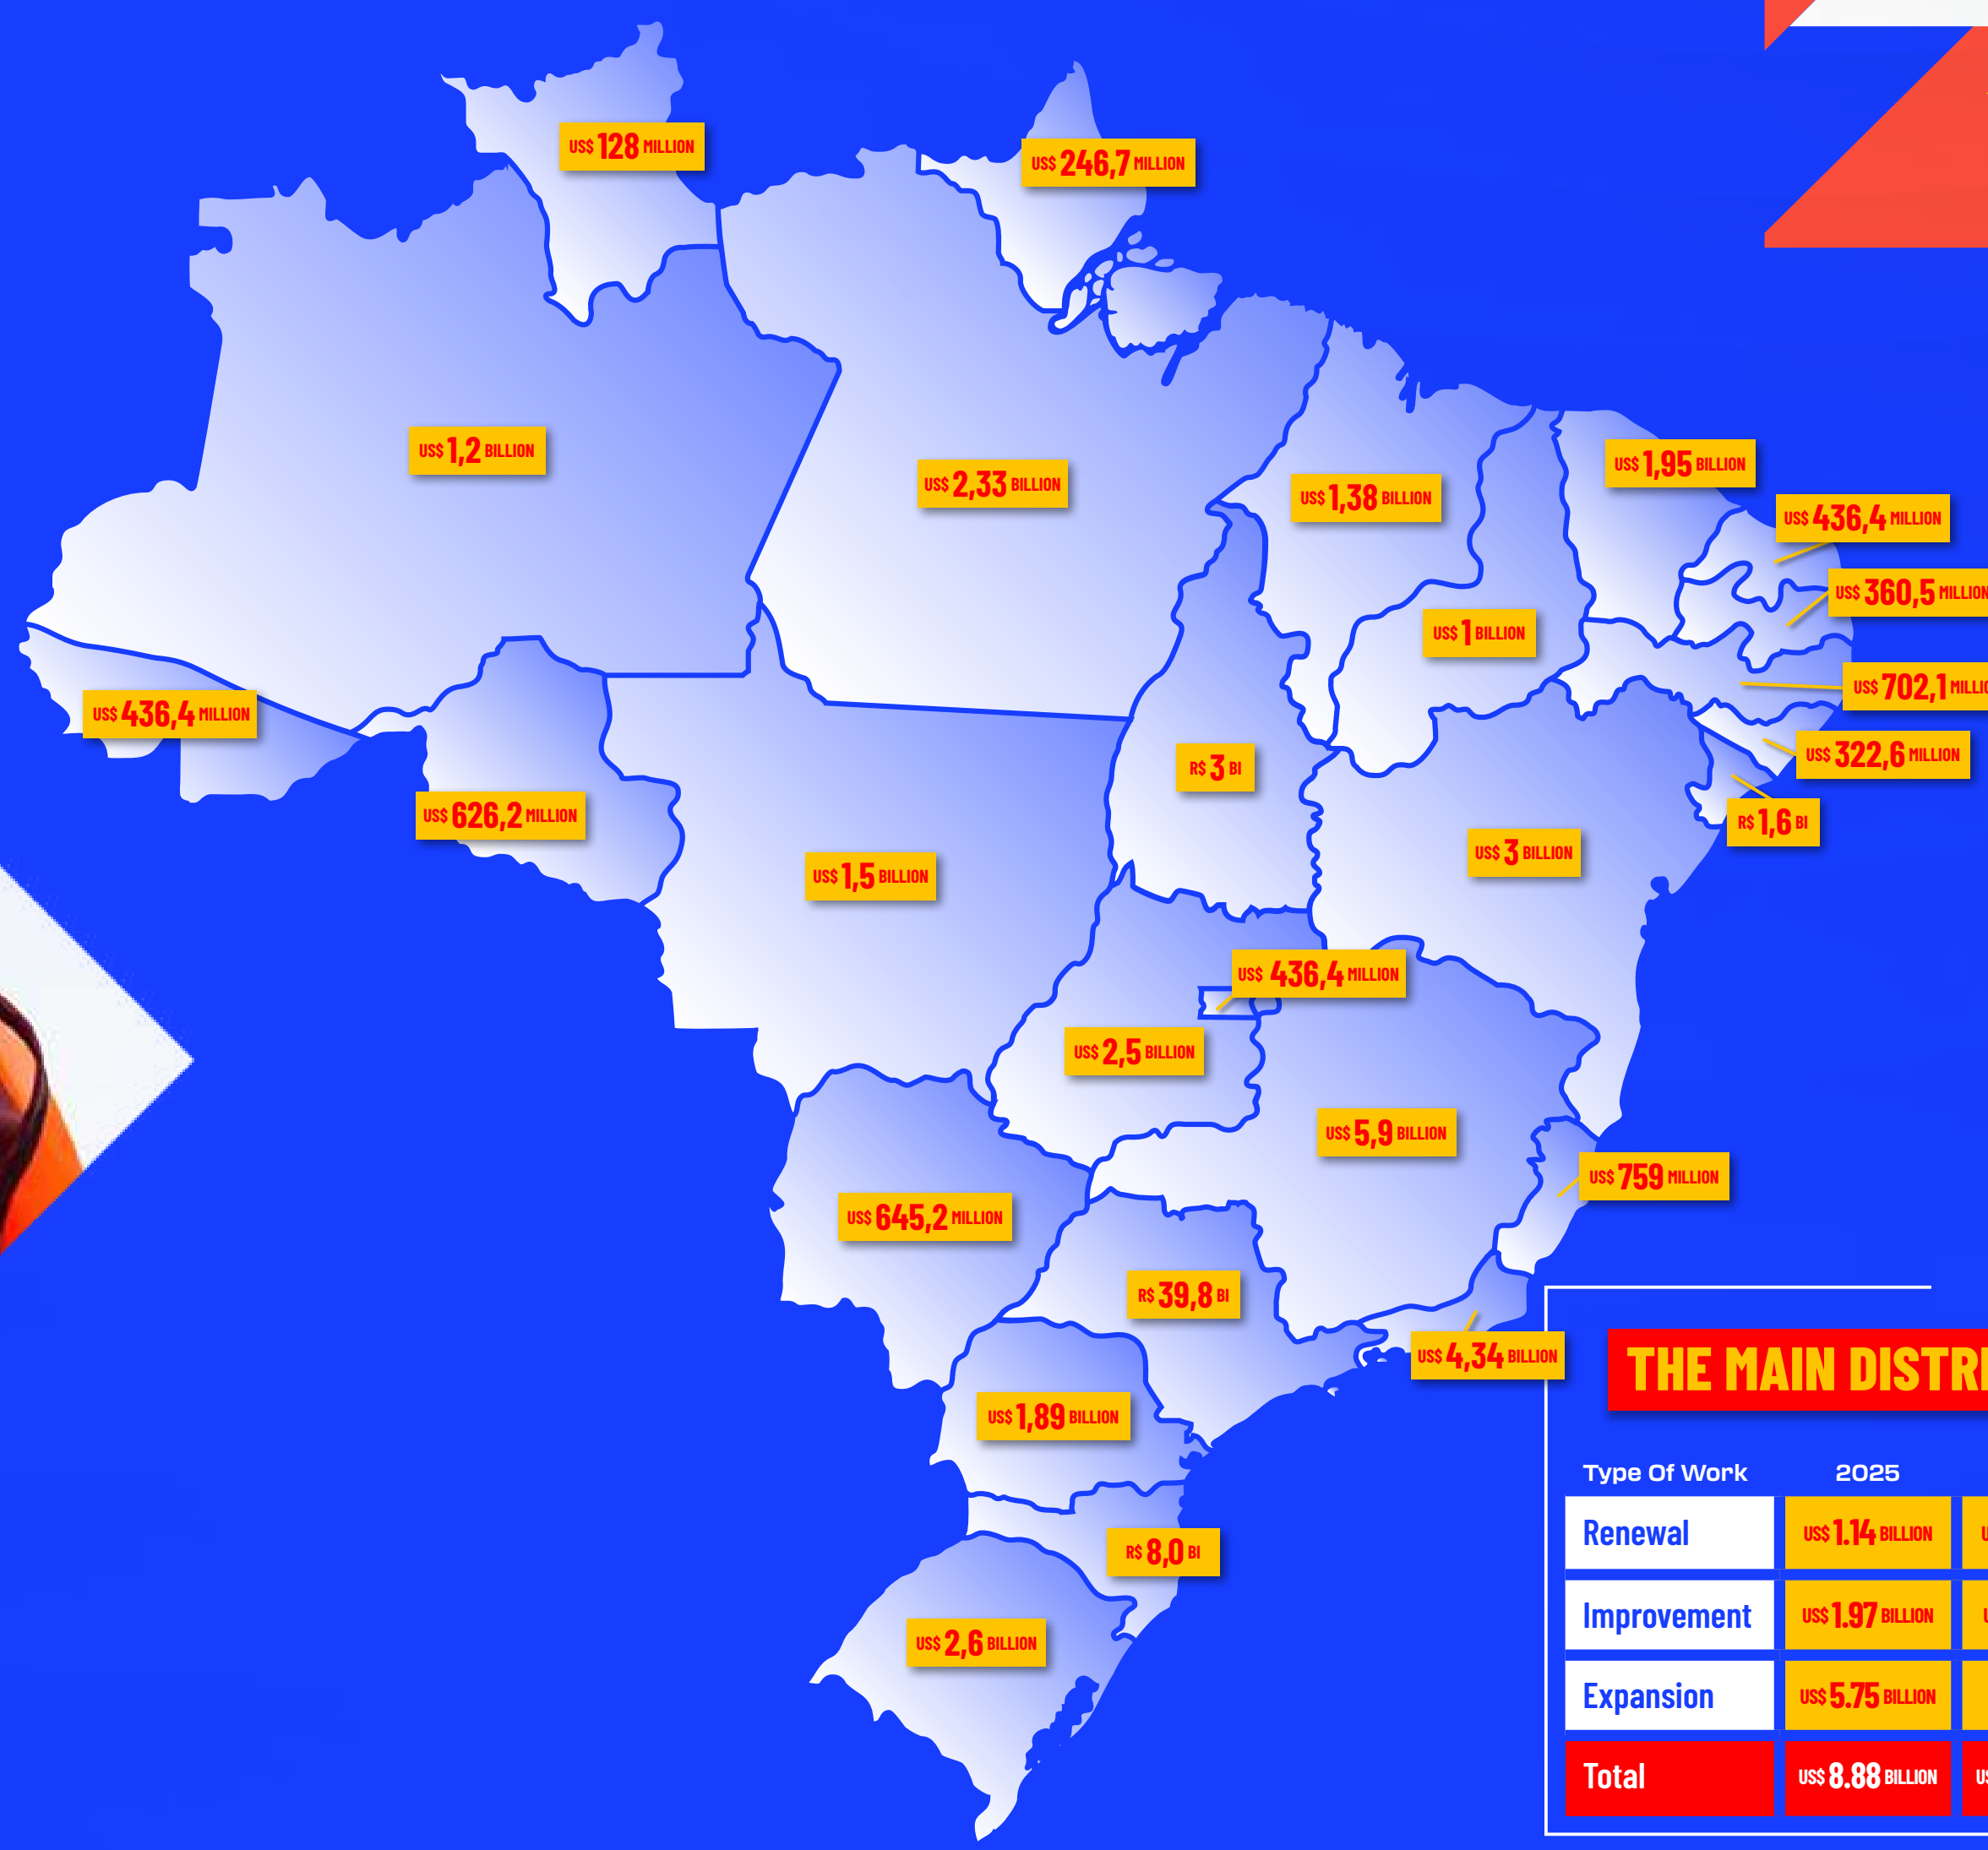 US$ 128 MILLION
US$ 246,7 MILLION
US$ 1,2 BILLION
US$ 2,33 BILLION
US$ 1,38 BILLION
US$ 1,95 BILLION
US$ 436,4 MILLION
US$ 360,5 MILLION
US$ 1 BILLION
US$ 702,1 MILLIO
US$ 436,4 MILLION
US$ 322,6 MILLION
R$ 3 BI
US$ 626,2 MILLION
R$ 1,6 BI
US$ 3 BILLION
US$ 1,5 BILLION
US$ 436,4 MILLION
US$ 2,5 BILLION
US$ 5,9 BILLION
US$ 759 MILLION
US$ 645,2 MILLION
R$ 39,8 BI
US$ 4,34 BILLION
US$ 1,89 BILLION
R$ 8,0 BI
US$ 2,6 BILLION
THE MAIN DISTR
Type Of Work 2025
Renewal US$ 1.14 BILLION
Improvement US$ 1.97 BILLION
Expansion US$ 5.75 BILLION
Total US$ 8.88 BILLION